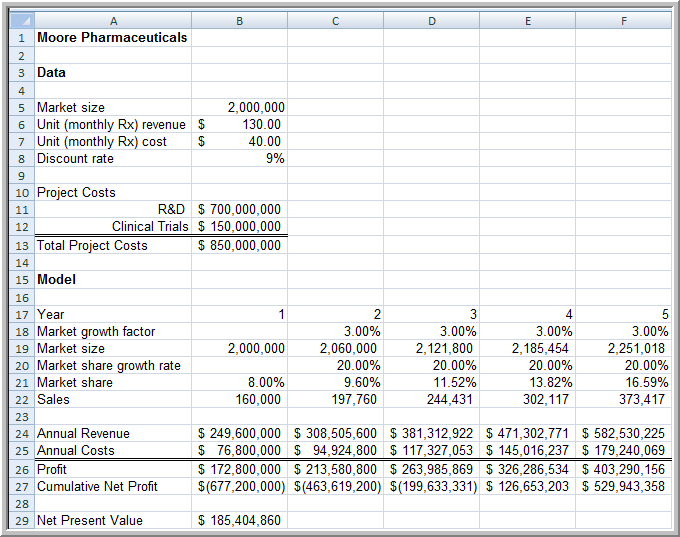 A B C D E F
1 Moore Pharmaceuticals
2
3 Data
4
5 Market size 2,000,000
6 Unit (monthly Rx) revenue $ 130.00
7 Unit (monthly Rx) cost $ 40.00
8 Discount rate 9%
9
10 Project Costs
11 R&D $ 700,000,000
12 Clinical Trials $ 150,000,000
13 Total Project Costs $ 850,000,000
14
15 Model
16
17 Year 1 2 3 4 5
18 Market growth factor 3.00% 3.00% 3.00% 3.00%
19 Market size 2,000,000 2,060,000 2,121,800 2,185,454 2,251,018
20 Market share growth rate 20.00% 20.00% 20.00% 20.00%
21 Market share 8.00% 9.60% 11.52% 13.82% 16.59%
22 Sales 160,000 197,760 244,431 302,117 373,417
23
24 Annual Revenue $ 249,600,000 $ 308,505,600 $ 381,312,922 $ 471,302,771 $ 582,530,225
25 Annual Costs $ 76,800,000 $ 94,924,800 $ 117,327,053 $ 145,016,237 $ 179,240,069
26 Profit $ 172,800,000 $ 213,580,800 $ 263,985,869 $ 326,286,534 $ 403,290,156
27 Cumulative Net Profit $(677,200,000) $(463,619,200) $(199,633,331) $ 126,653,203 $ 529,943,358
28
29 Net Present Value $ 185,404,860